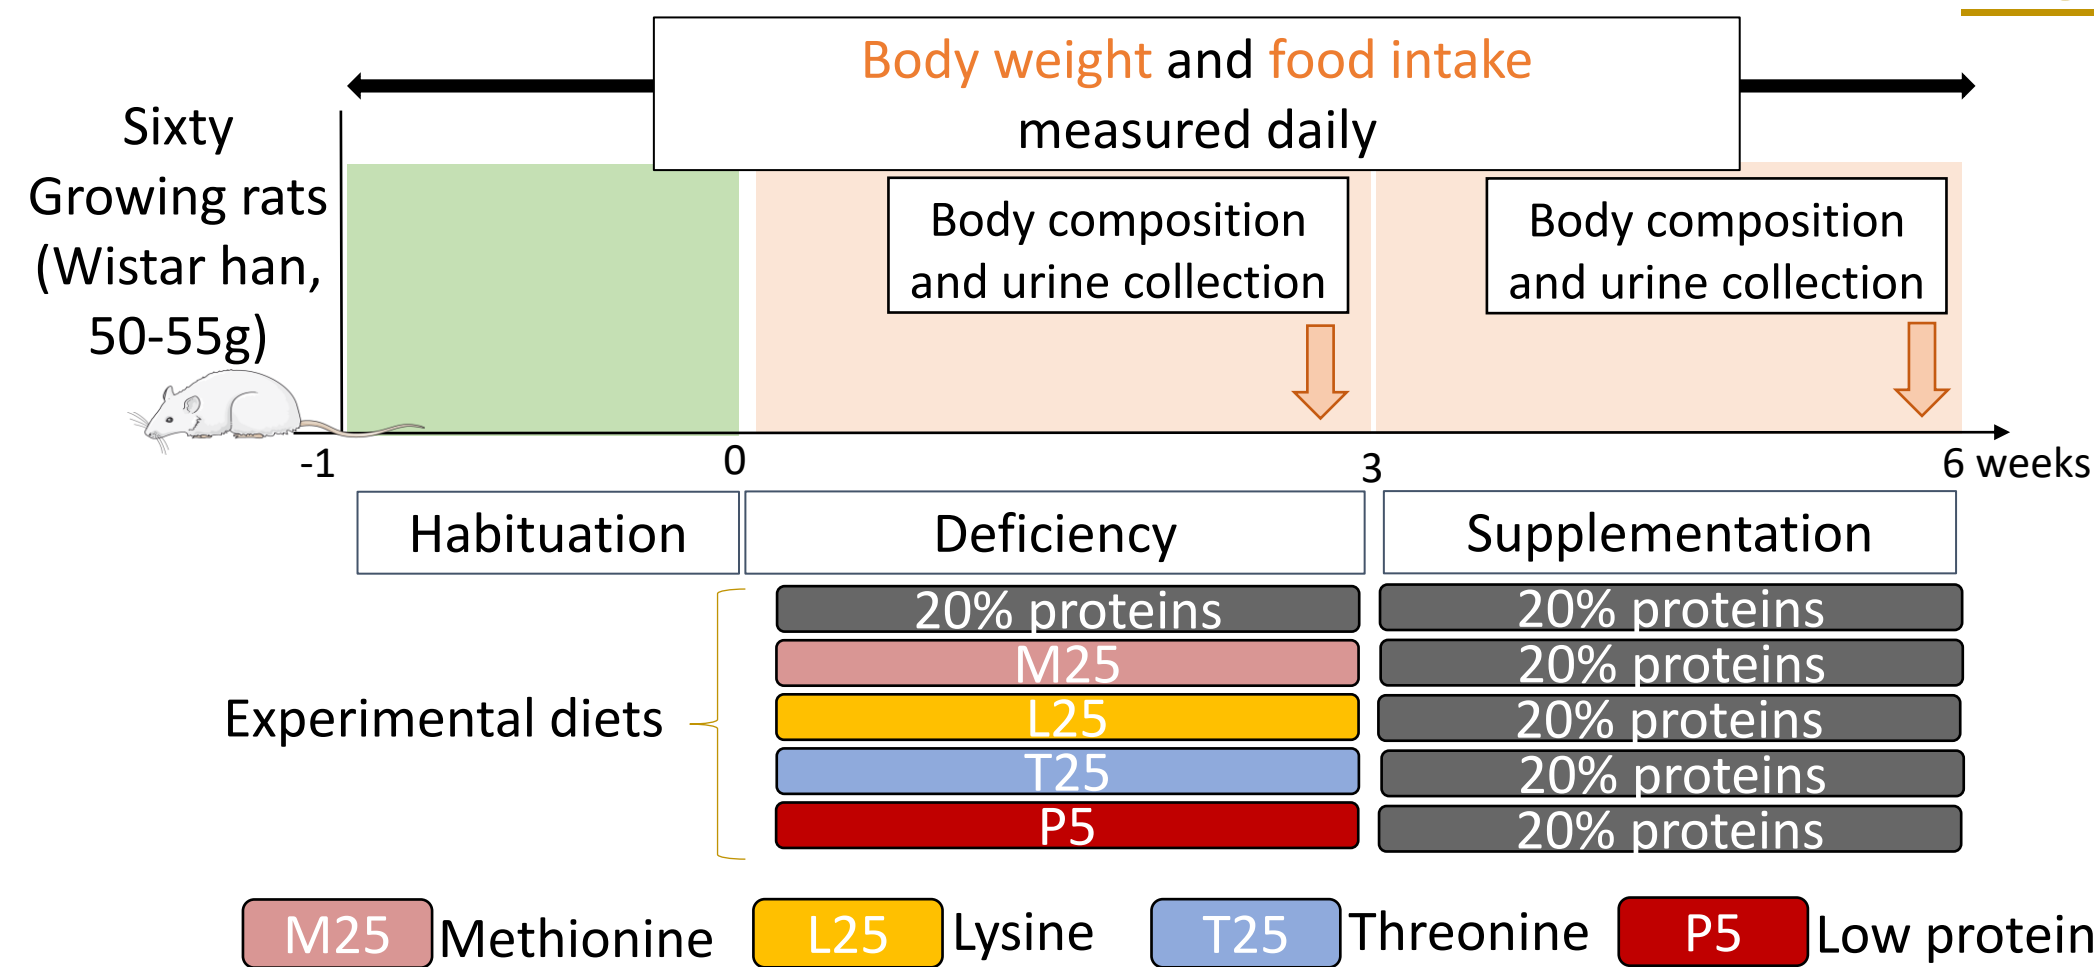 Body weight and food intake
measured daily
Sixty
Growing rats
(Wistar han,
50-55g)
Body composition
and urine collection
Body composition
and urine collection
-1
0
3
6 weeks
Habituation
Deficiency
Supplementation
Experimental diets
20% proteins
20% proteins
M25
20% proteins
L25
20% proteins
T25
20% proteins
P5
20% proteins
M25 Methionine
L25 Lysine
T25 Threonine
P5 Low protein